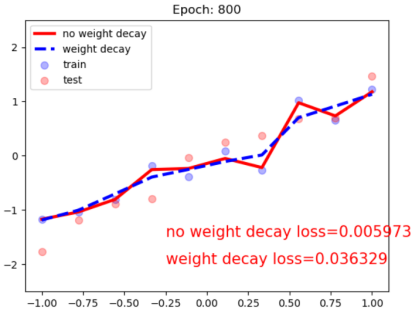 Epoch: 800
no weight decay
weight decay
train
test
2
1
0
−1
−2
no weight decay loss=0.005973
weight decay loss=0.036329
−1.00 −0.75 −0.50 −0.25 0.00 0.25 0.50 0.75 1.00